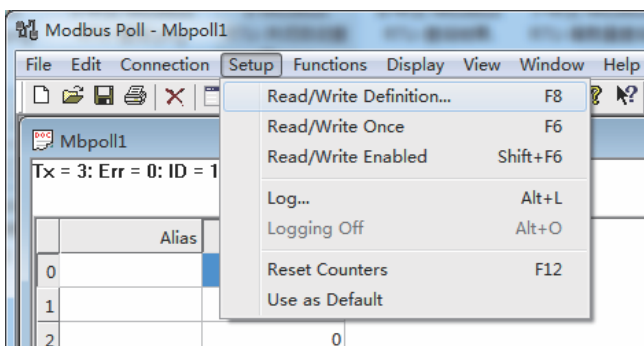 Modbus Poll - Mbpoll1
File Edit Connection Setup Functions Display View Window Help
Read/Write Definition... F8
Read/Write Once F6
Mbpoll1
Read/Write Enabled Shift+F6
Tx = 3: Err = 0: ID = 1
Log... Alt+L
Alias
Logging Off Alt+O
0
Reset Counters F12
1
Use as Default
2 0